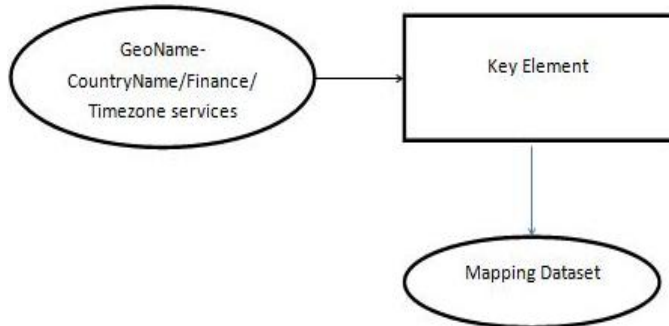 GeoName-
CountryName/Finance/
Timezone services
Key Element
Mapping Dataset